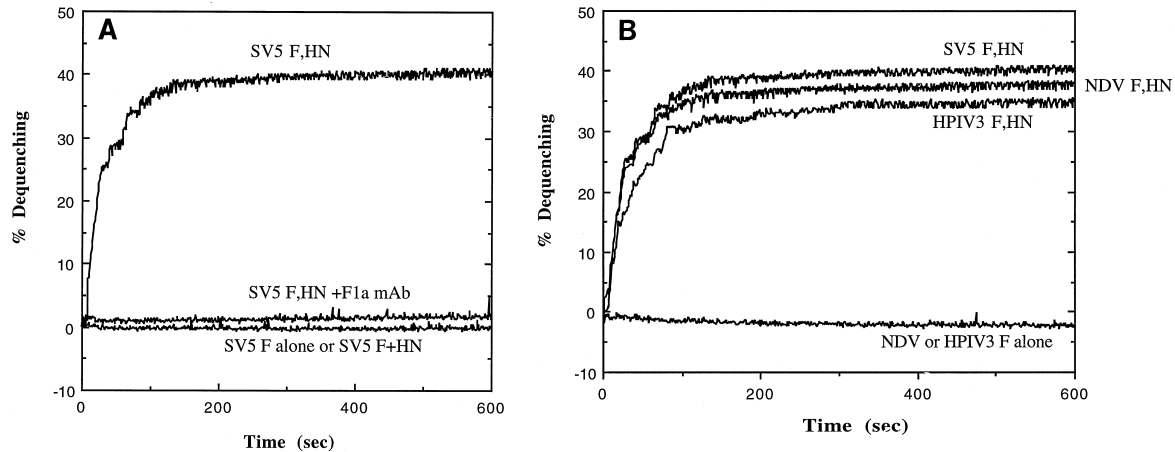 A
50
40
30
20
10
0
-10
% Dequenching
SV5 F,HN
SV5 F,HN +F1a mAb
SV5 F alone or SV5 F+HN
0
200
400
600
Time (sec)
B
50
40
30
20
10
0
-10
% Dequenching
SV5 F,HN
NDV F,HN
HPIV3 F,HN
NDV or HPIV3 F alone
0
200
400
600
Time (sec)